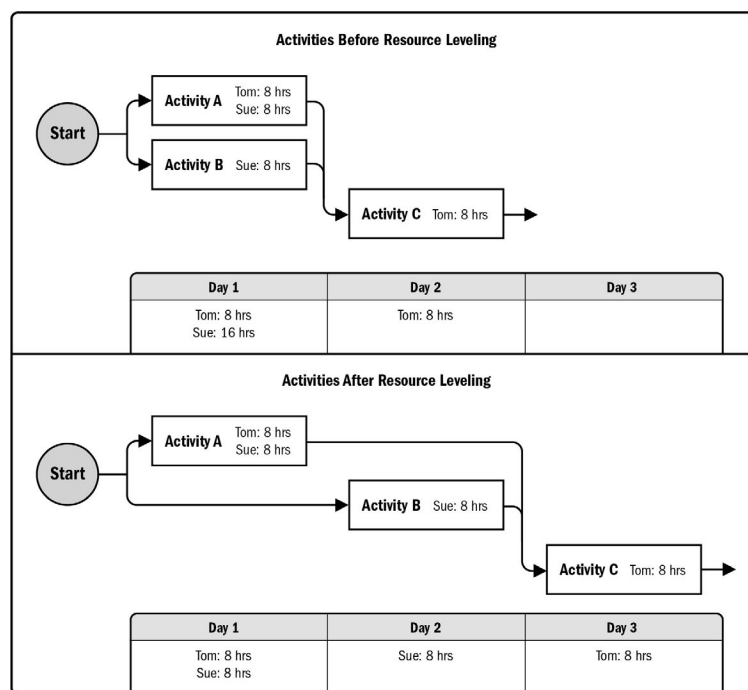 Activities Before Resource Leveling
Start
Activity A
Tom: 8 hrs
Sue: 8 hrs
Activity B Sue: 8 hrs
Activity C Tom: 8 hrs
Day 1 Day 2 Day 3
Tom: 8 hrs Tom: 8 hrs
Sue: 16 hrs
Activities After Resource Leveling
Start
Activity A
Tom: 8 hrs
Sue: 8 hrs
Activity B Sue: 8 hrs
Activity C Tom: 8 hrs
Day 1 Day 2 Day 3
Tom: 8 hrs Sue: 8 hrs Tom: 8 hrs
Sue: 8 hrs